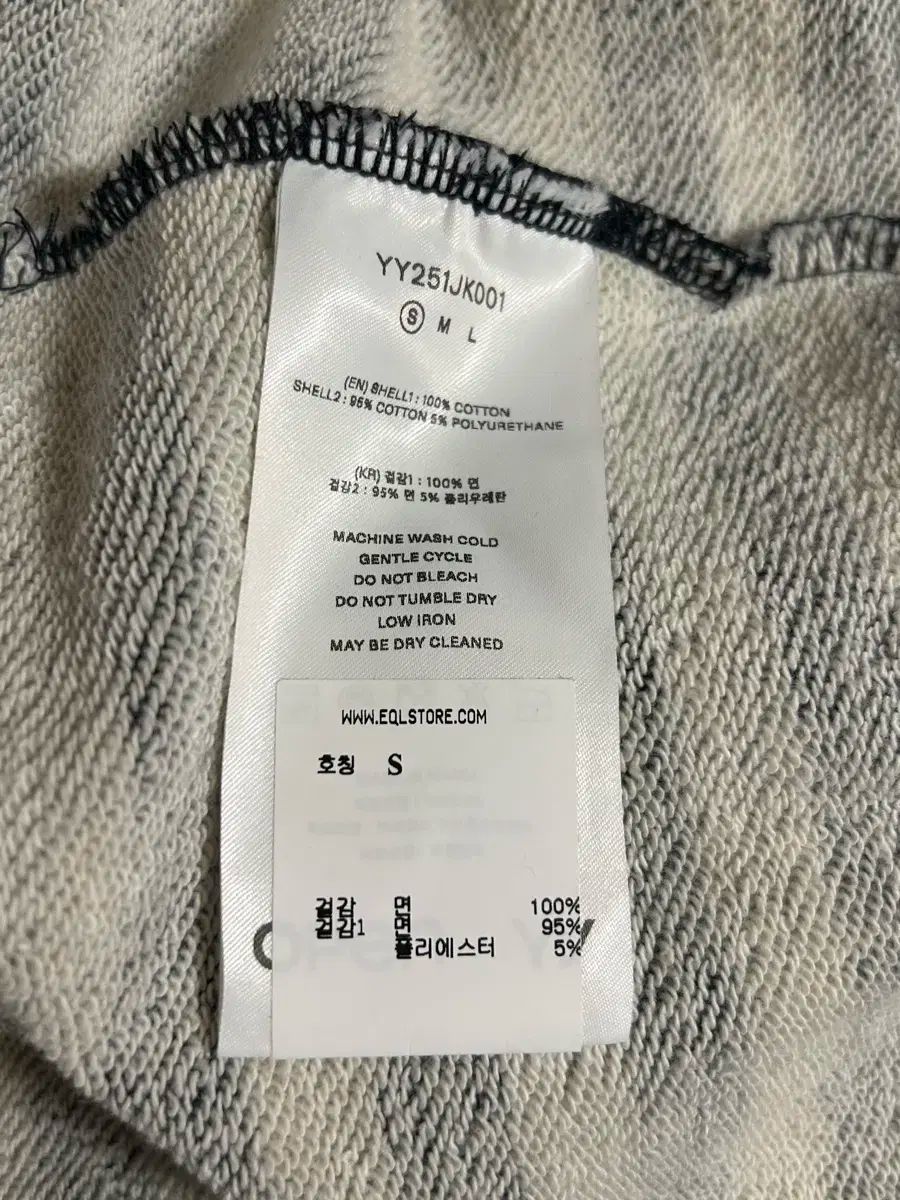 YY251JK001
Ⓢ M L
(EN) SHELL1 : 100% COTTON
SHELL2 : 95% COTTON 5% POLYURETHANE
(KR) 겉감1 : 100% 면
겉감2 : 95% 면 5% 폴리우레탄
MACHINE WASH COLD
GENTLE CYCLE
DO NOT BLEACH
DO NOT TUMBLE DRY
LOW IRON
MAY BE DRY CLEANED
WWW.EQLSTORE.COM
호칭 S
겉감 면 100%
겉감1 면 95%
폴리에스터 5%